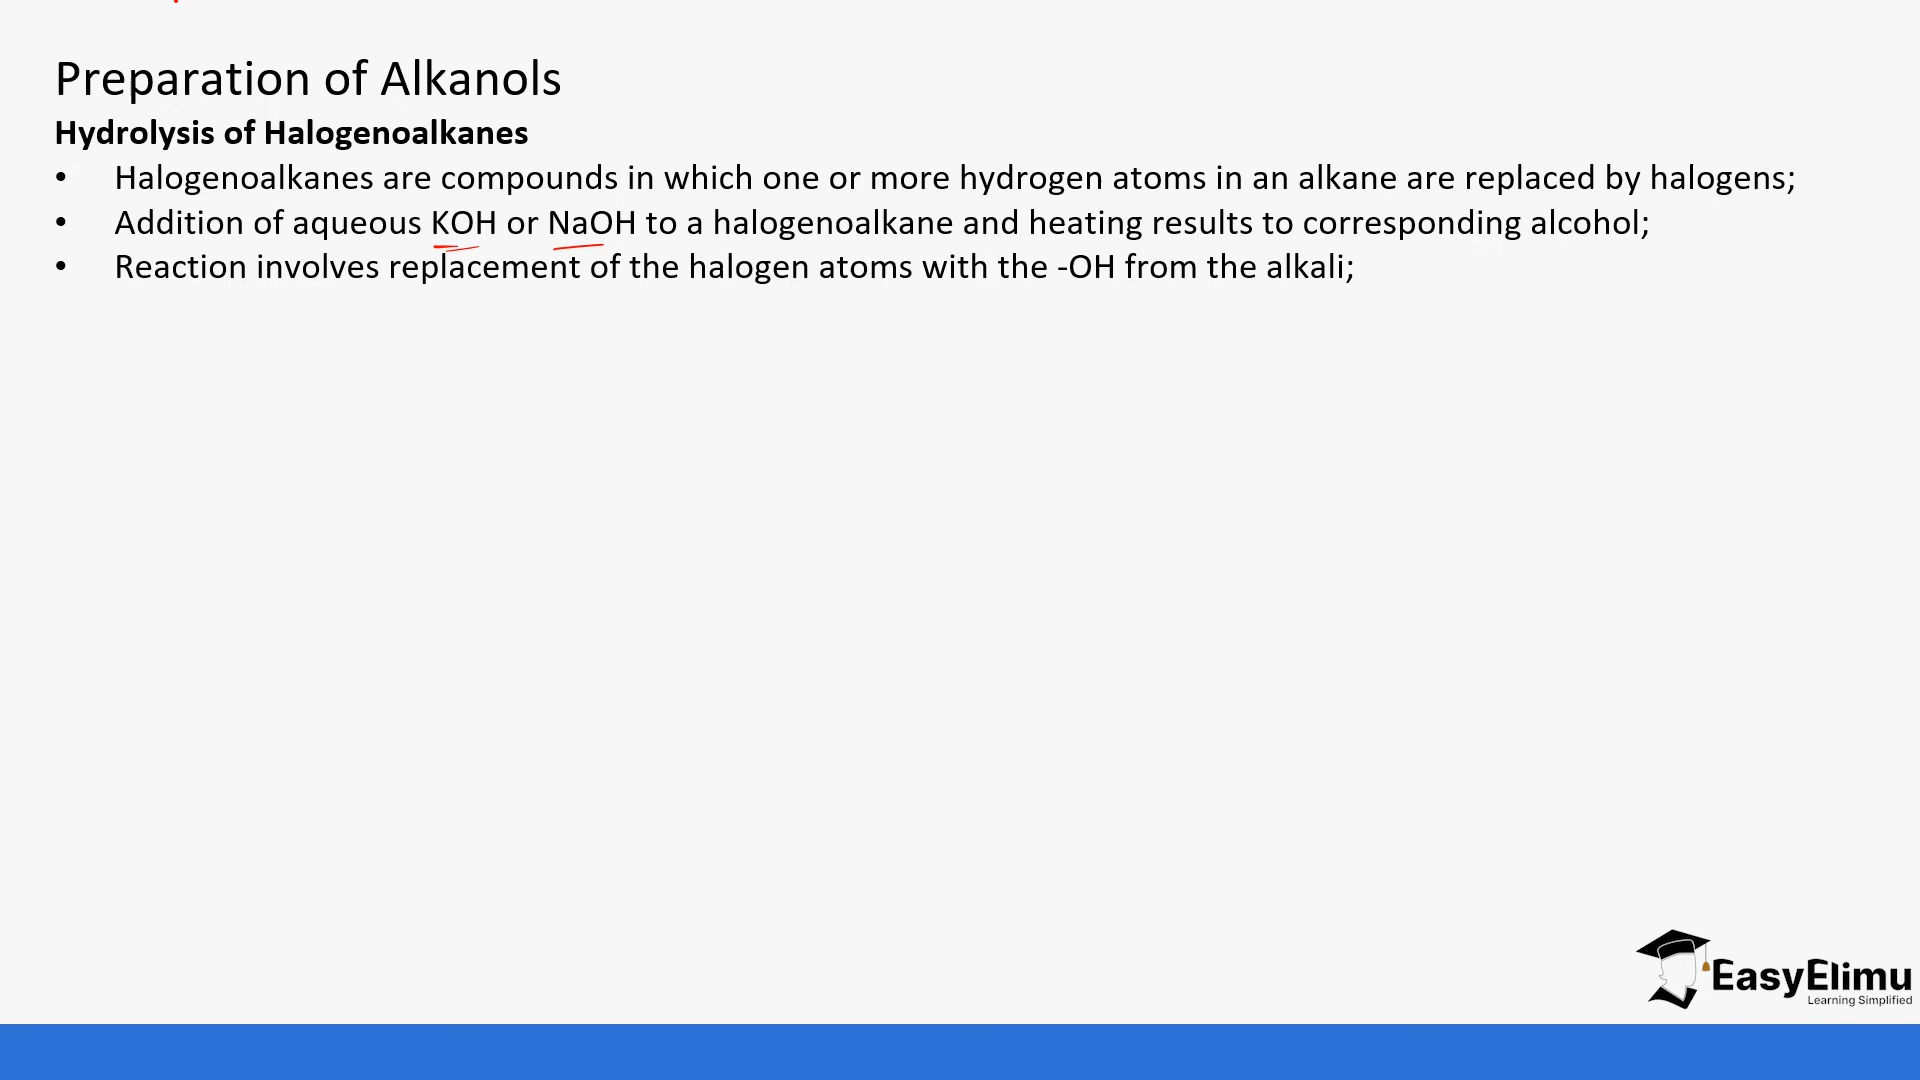 Preparation of Alkanols
Hydrolysis of Halogenoalkanes
• Halogenoalkanes are compounds in which one or more hydrogen atoms in an alkane are replaced by halogens;
• Addition of aqueous KOH or NaOH to a halogenoalkane and heating results to corresponding alcohol;
• Reaction involves replacement of the halogen atoms with the -OH from the alkali;
EasyElimu
Learning Simplified